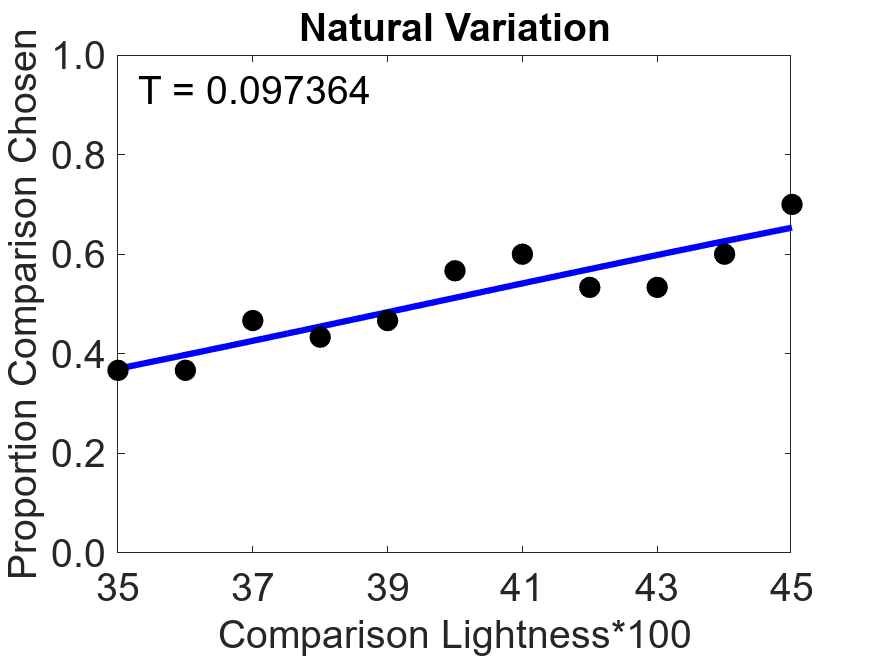 Natural Variation
T = 0.097364
Proportion Comparison Chosen
1.0
0.8
0.6
0.4
0.2
0.0
35 37 39 41 43 45
Comparison Lightness*100